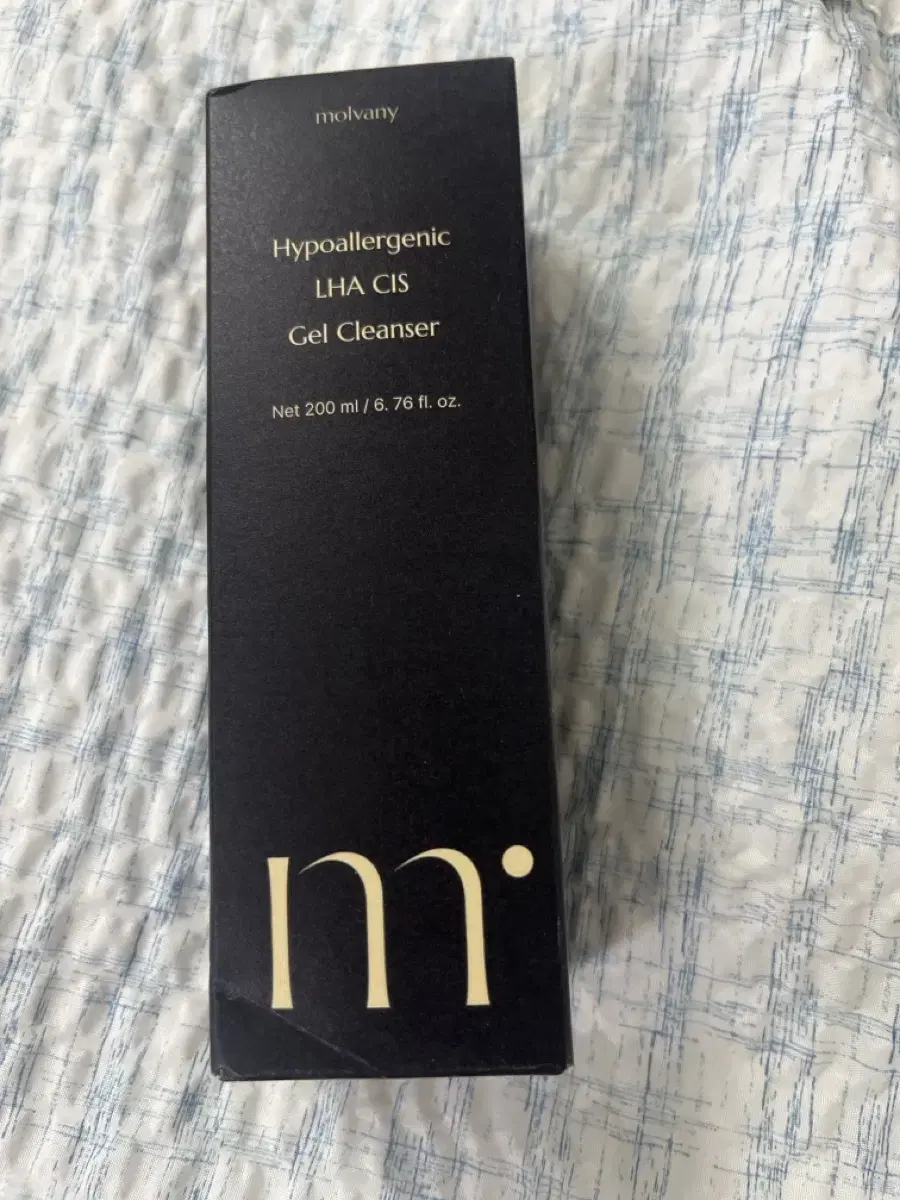 molvany
Hypoallergenic
LHA CIS
Gel Cleanser
Net 200 ml / 6. 76 fl. oz.
m